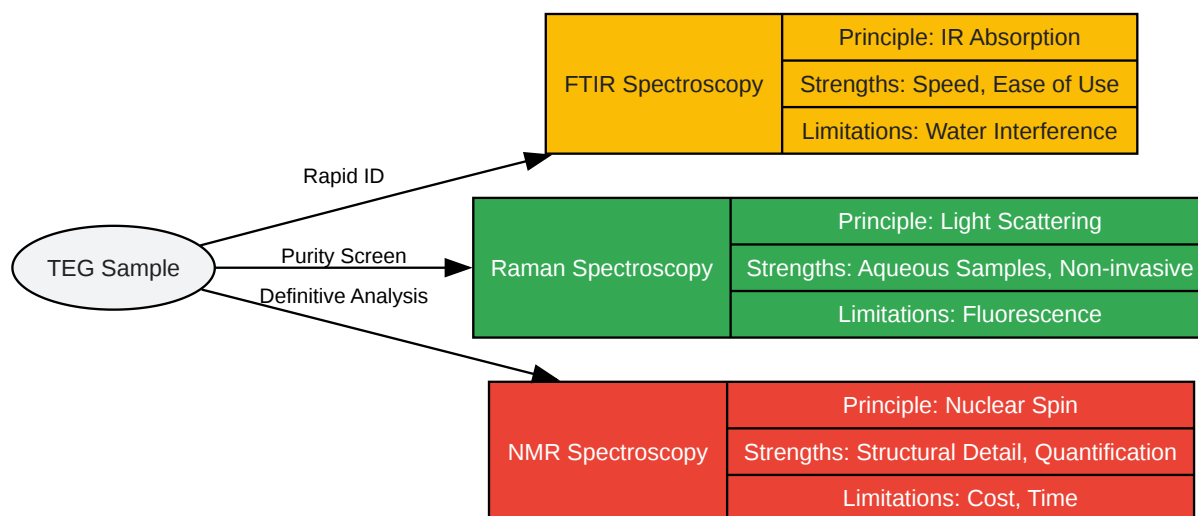 TEG Sample
Rapid ID
Purity Screen
Definitive Analysis
FTIR Spectroscopy
Principle: IR Absorption
Strengths: Speed, Ease of Use
Limitations: Water Interference
Raman Spectroscopy
Principle: Light Scattering
Strengths: Aqueous Samples, Non-invasive
Limitations: Fluorescence
NMR Spectroscopy
Principle: Nuclear Spin
Strengths: Structural Detail, Quantification
Limitations: Cost, Time